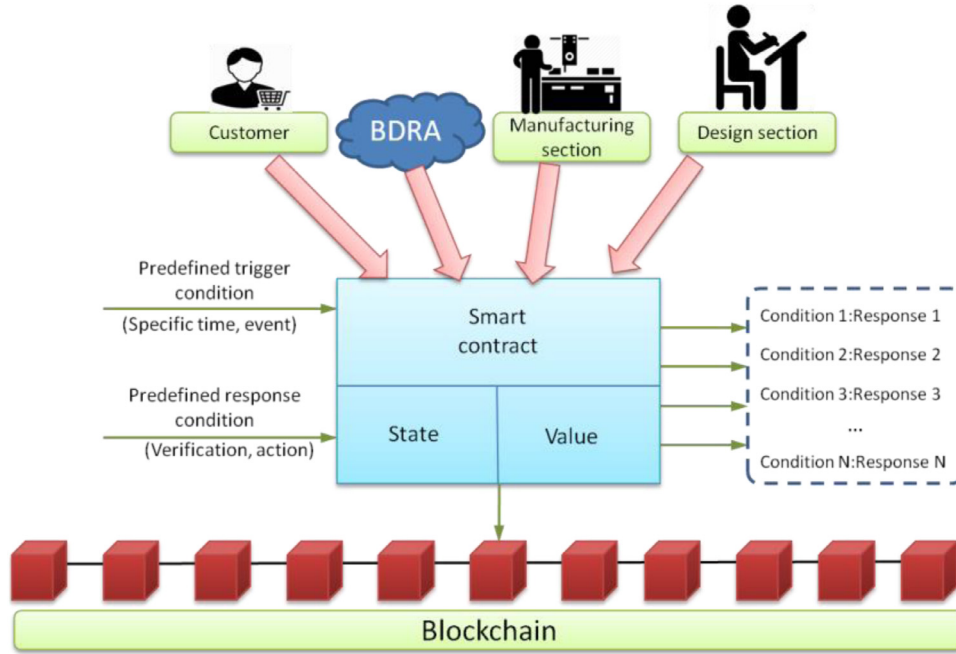 Customer
BDRA
Manufacturing
section
Design section
Predefined trigger
condition
(Specific time, event)
Predefined response
condition
(Verification, action)
Smart
contract
State
Value
Condition 1:Response 1
Condition 2:Response 2
Condition 3:Response 3
...
Condition N:Response N
Blockchain